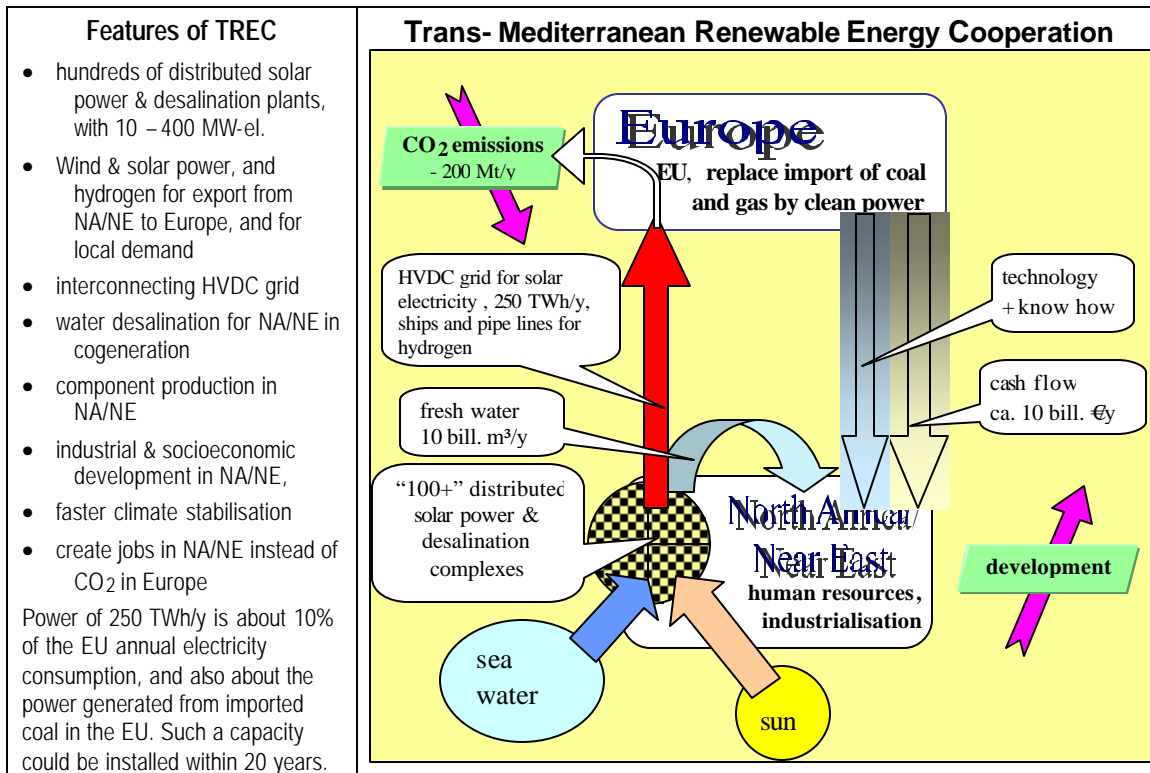 Features of TREC
• hundreds of distributed solar
power & desalination plants,
with 10 – 400 MW-el.
• Wind & solar power, and
hydrogen for export from
NA/NE to Europe, and for
local demand
• interconnecting HVDC grid
• water desalination for NA/NE in
cogeneration
• component production in
NA/NE
• industrial & socioeconomic
development in NA/NE,
• faster climate stabilisation
• create jobs in NA/NE instead of
CO2 in Europe
Power of 250 TWh/y is about 10%
of the EU annual electricity
consumption, and also about the
power generated from imported
coal in the EU. Such a capacity
could be installed within 20 years.
Trans- Mediterranean Renewable Energy Cooperation
CO2 emissions
- 200 Mt/y
Europe
EU, replace import of coal
and gas by clean power
HVDC grid for solar
electricity , 250 TWh/y,
ships and pipe lines for
hydrogen
technology
+ know how
cash flow
ca. 10 bill. €y
fresh water
10 bill. m³/y
"100+" distributed
solar power &
desalination
complexes
North Africa/
Near East
human resources,
industrialisation
development
sea
water
sun